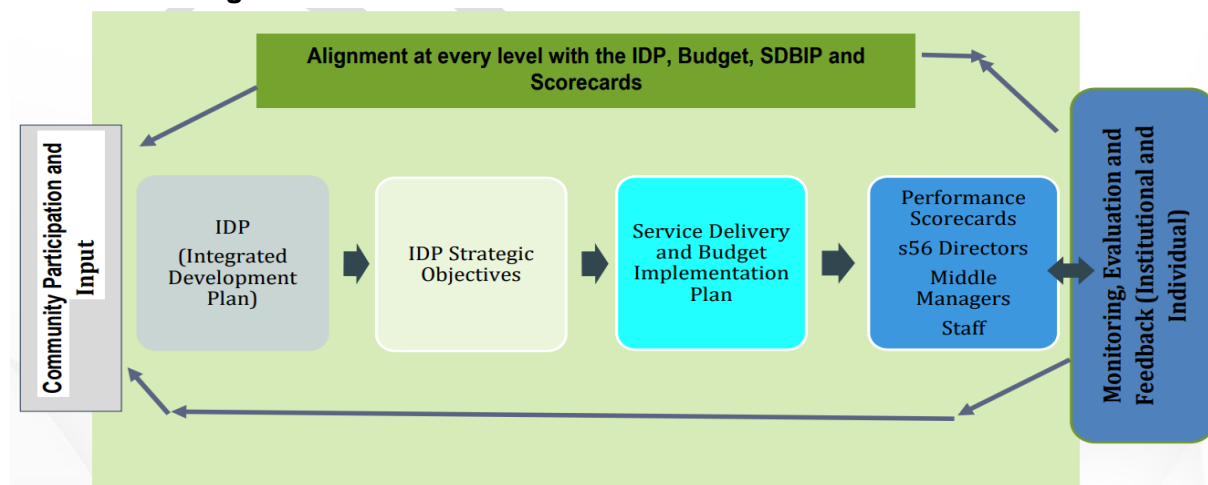 Alignment at every level with the IDP, Budget, SDBIP and
Scorecards
Community Participation and
Input
IDP
(Integrated
Development
Plan)
IDP Strategic
Objectives
Service Delivery
and Budget
Implementation
Plan
Performance
Scorecards
s56 Directors
Middle
Managers
Staff
Monitoring, Evaluation and
Feedback (Institutional and
Individual)